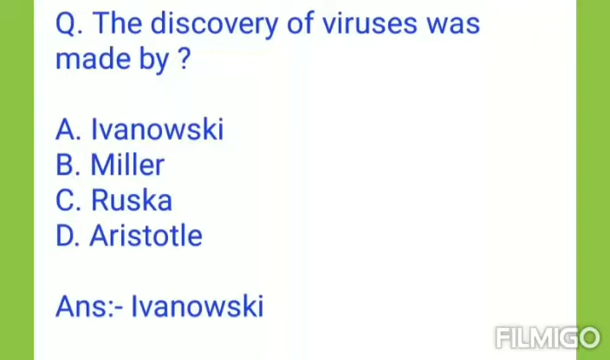 Q. The discovery of viruses was
made by ?
A. Ivanowski
B. Miller
C. Ruska
D. Aristotle
Ans:- Ivanowski
FILMIGO